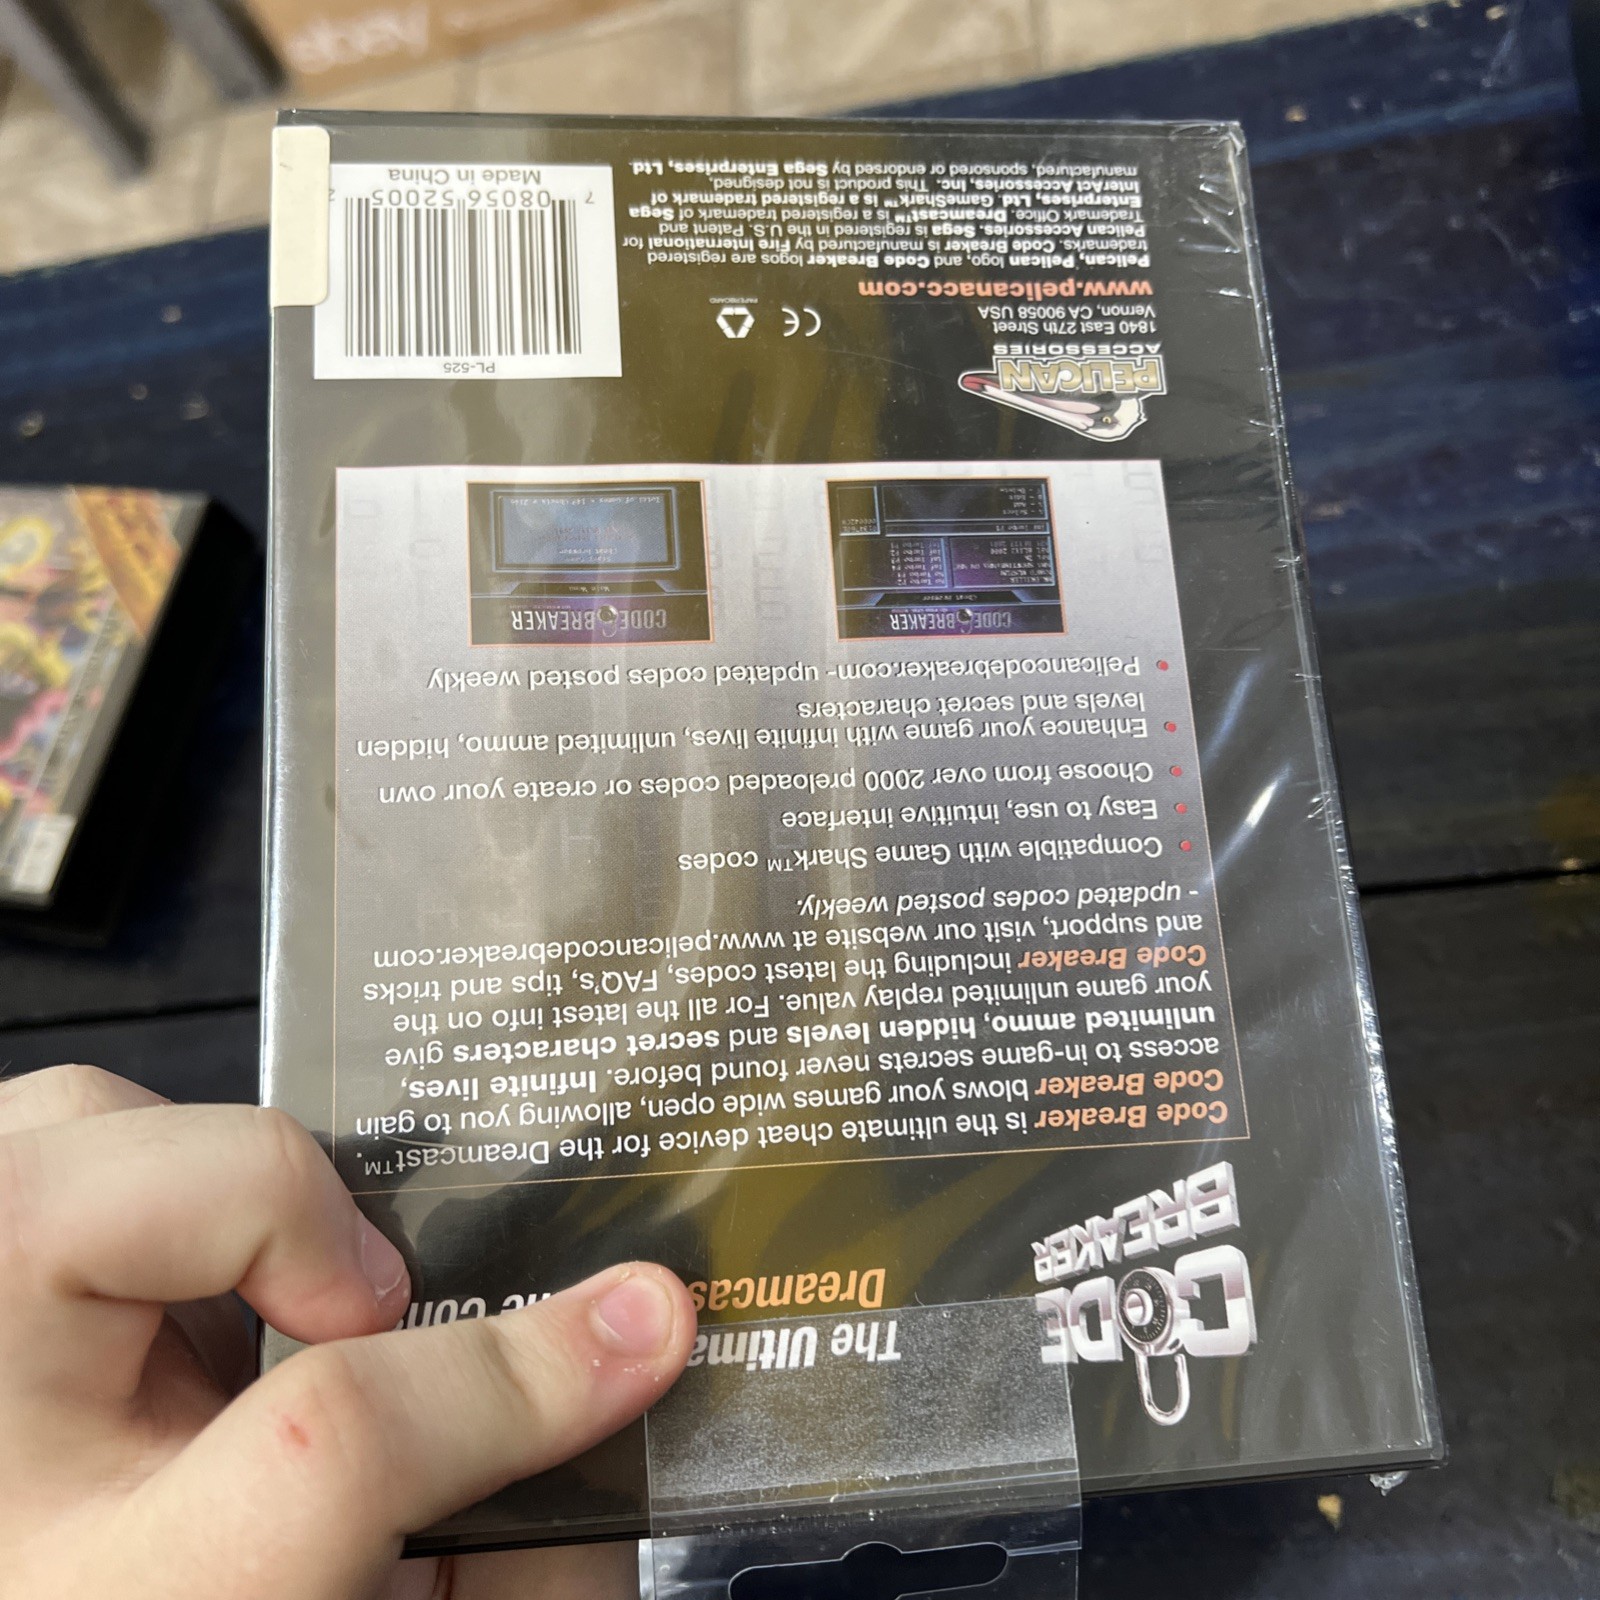 CODE
BREAKER
The Ultima
Dreamcas
Code Breaker is the ultimate cheat device for the Dreamcast™.
Code Breaker blows your games wide open, allowing you to gain
access to in-game secrets never found before. Infinite lives,
unlimited ammo, hidden levels and secret characters give
your game unlimited replay value. For all the latest info on the
Code Breaker including the latest codes, FAQ's, tips and tricks
and support, visit our website at www.pelicancodebreaker.com
- updated codes posted weekly.
• Compatible with Game Shark™ codes
• Easy to use, intuitive interface
• Choose from over 2000 preloaded codes or create your own
• Enhance your game with infinite lives, unlimited ammo, hidden
levels and secret characters
• Pelicancodebreaker.com- updated codes posted weekly
CODE BREAKER
CODE BREAKER
Main Menu
Cheat browser
PELICAN
ACCESSORIES
1840 East 27th Street
Vernon, CA 90058 USA
www.pelicanacc.com
CE
PAPERBOARD
Pelican, Pelican logo, and Code Breaker logos are registered
trademarks. Code Breaker is manufactured by Fire International for
Pelican Accessories. Sega is registered in the U.S. Patent and
Trademark Office. Dreamcast™ is a registered trademark of Sega
Enterprises, Ltd. GameShark™ is a registered trademark of
InterAct Accessories, Inc. This product is not designed,
manufactured, sponsored or endorsed by Sega Enterprises, Ltd.
PL-525
7 08056 52005 2
Made in China
ebay